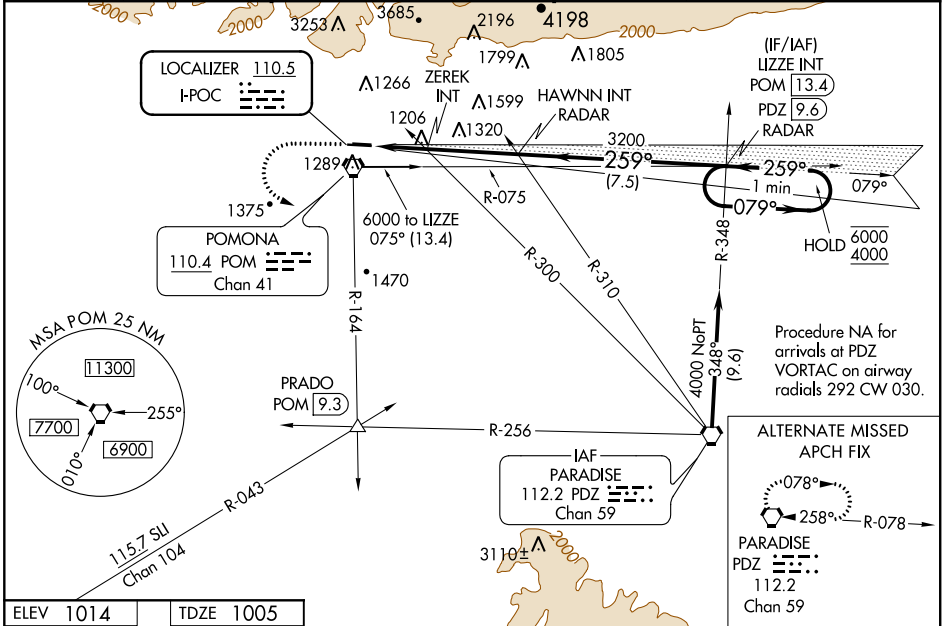 2000
3253
3685
2196
4198
2000
1799
1805
LOCALIZER 110.5
I-POC
1266
ZEREK
INT
1599
HAWNN INT
RADAR
(IF/IAF)
LIZZE INT
POM 13.4
PDZ 9.6
RADAR
1206
1320
3200
1289
259°
(7.5)
259°
1 min
079°
079°
R-075
6000 to LIZZE
075° (13.4)
HOLD 6000
4000
1375
POMONA
110.4 POM
Chan 41
1470
R-164
R-300
R-310
R-348
4000 NoPT
348°
(9.6)
Procedure NA for
arrivals at PDZ
VORTAC on airway
radials 292 CW 030.
MSA POM 25 NM
11300
100°
255°
7700
6900
010°
PRADO
POM 9.3
R-256
R-043
115.7 SLI
Chan 104
IAF
PARADISE
112.2 PDZ
Chan 59
3110±
2000
ALTERNATE MISSED
APCH FIX
078°
258°
R-078
PARADISE
PDZ
112.2
Chan 59
ELEV 1014
TDZE 1005